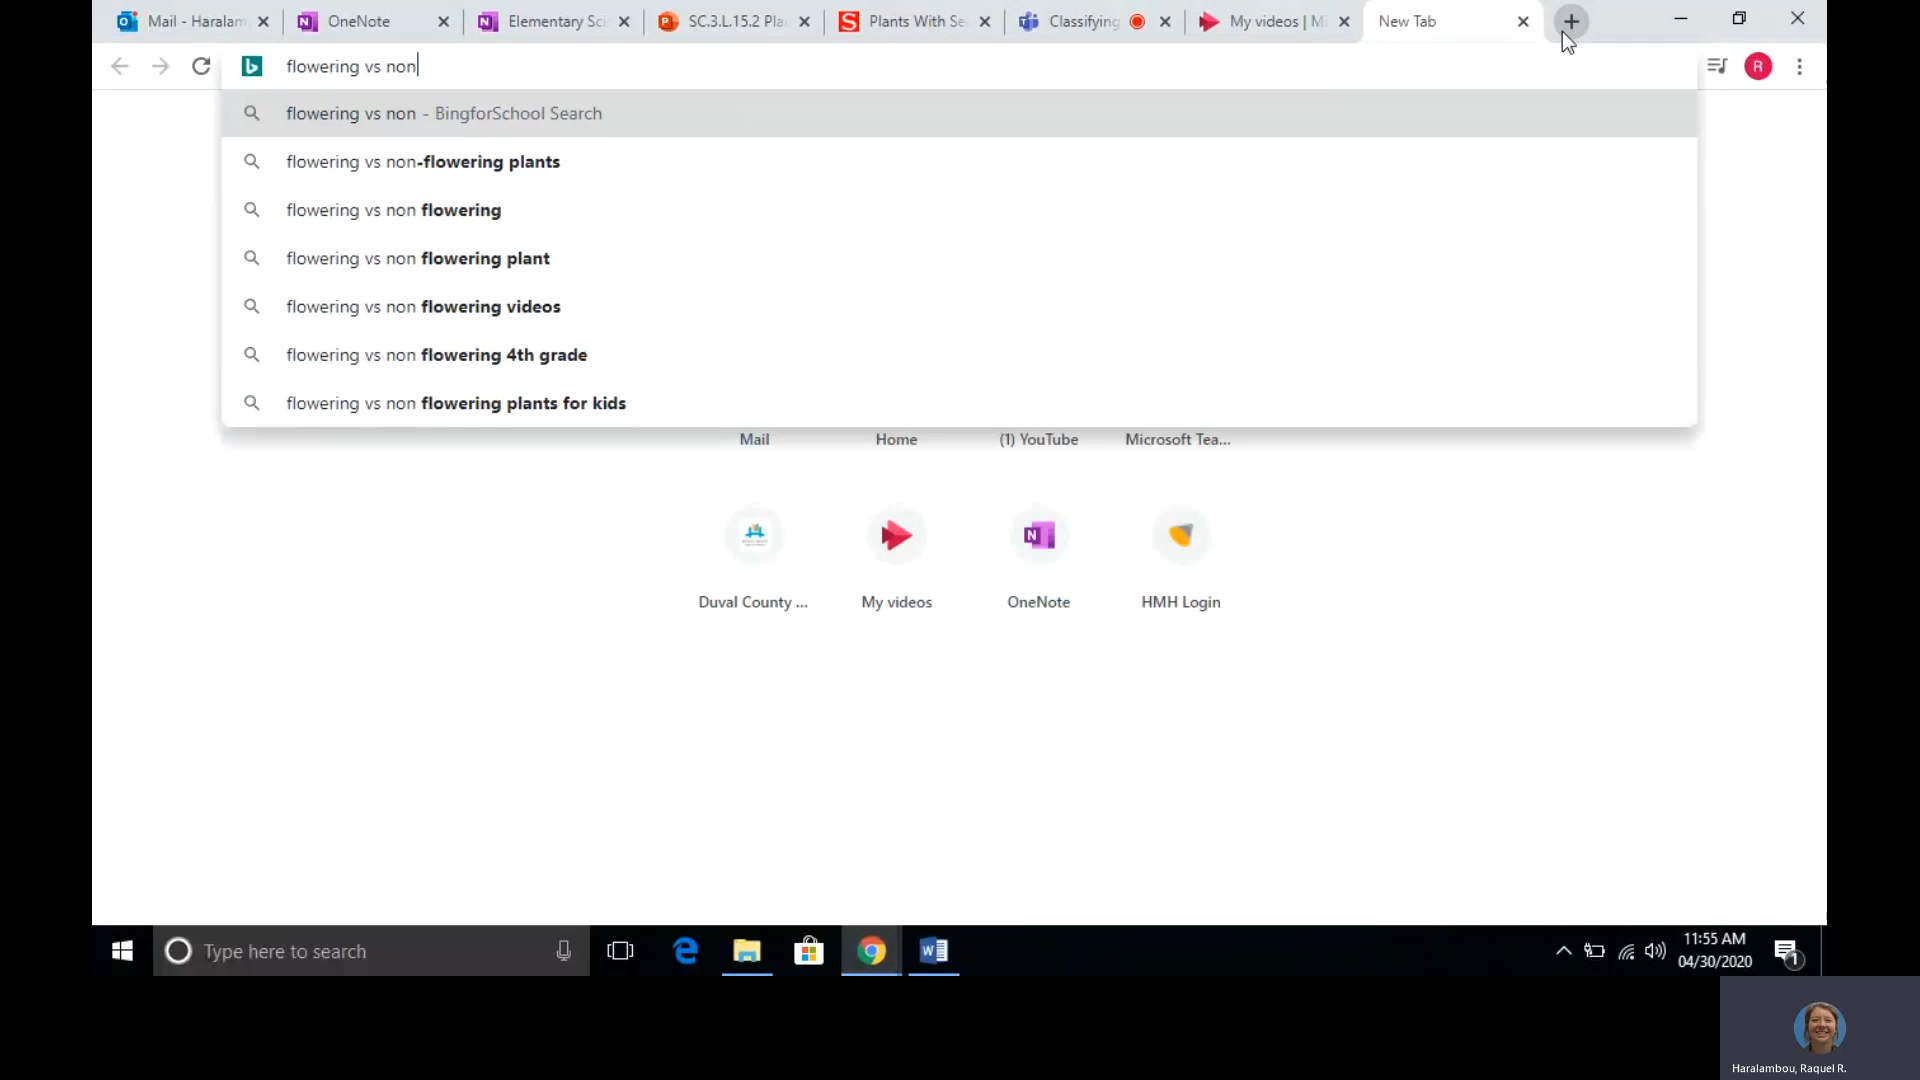 Mail - Haralam
OneNote
Elementary Sci
SC.3.L.15.2 Pla
Plants With Se
Classifying
My videos | Mi
New Tab
flowering vs non
R
flowering vs non - BingforSchool Search
flowering vs non-flowering plants
flowering vs non flowering
flowering vs non flowering plant
flowering vs non flowering videos
flowering vs non flowering 4th grade
flowering vs non flowering plants for kids
Mail
Home
(1) YouTube
Microsoft Tea...
Duval County ...
My videos
OneNote
HMH Login
Type here to search
11:55 AM
04/30/2020
1
Haralambou, Raquel R.